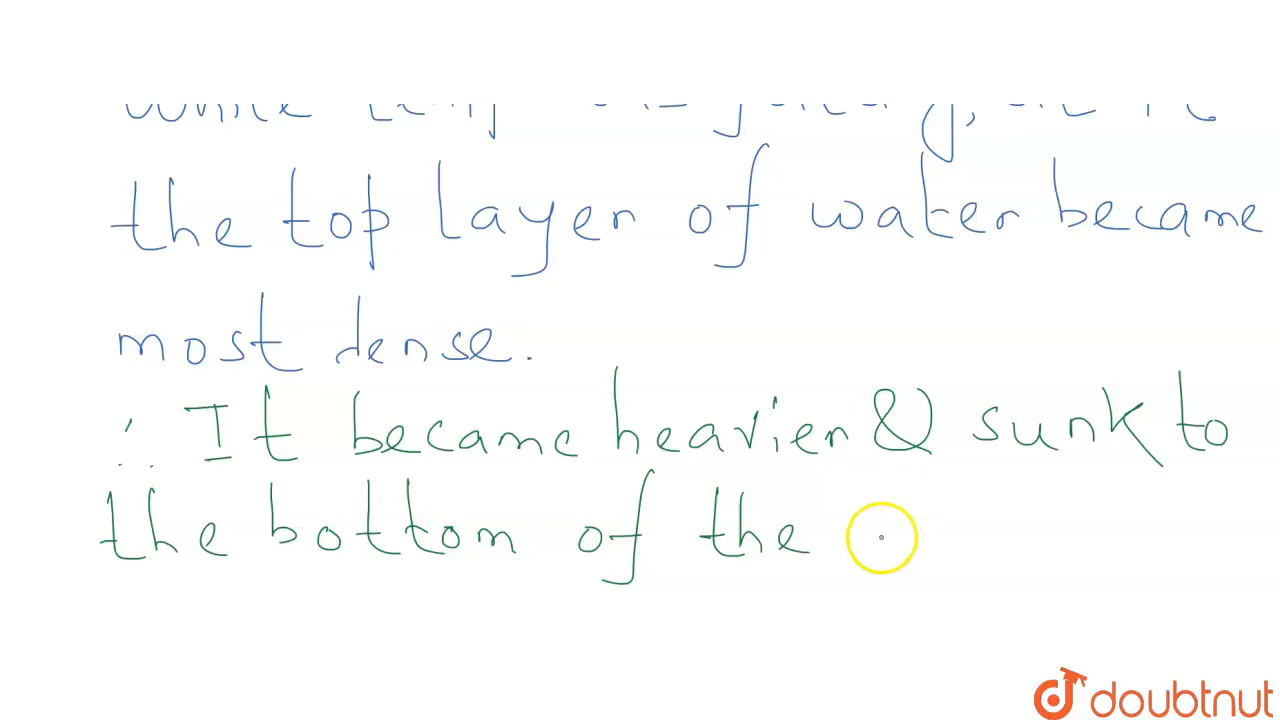 the top layer of water became
most dense.
∴ It became heavier & sunk to
the bottom of the
doubtnut